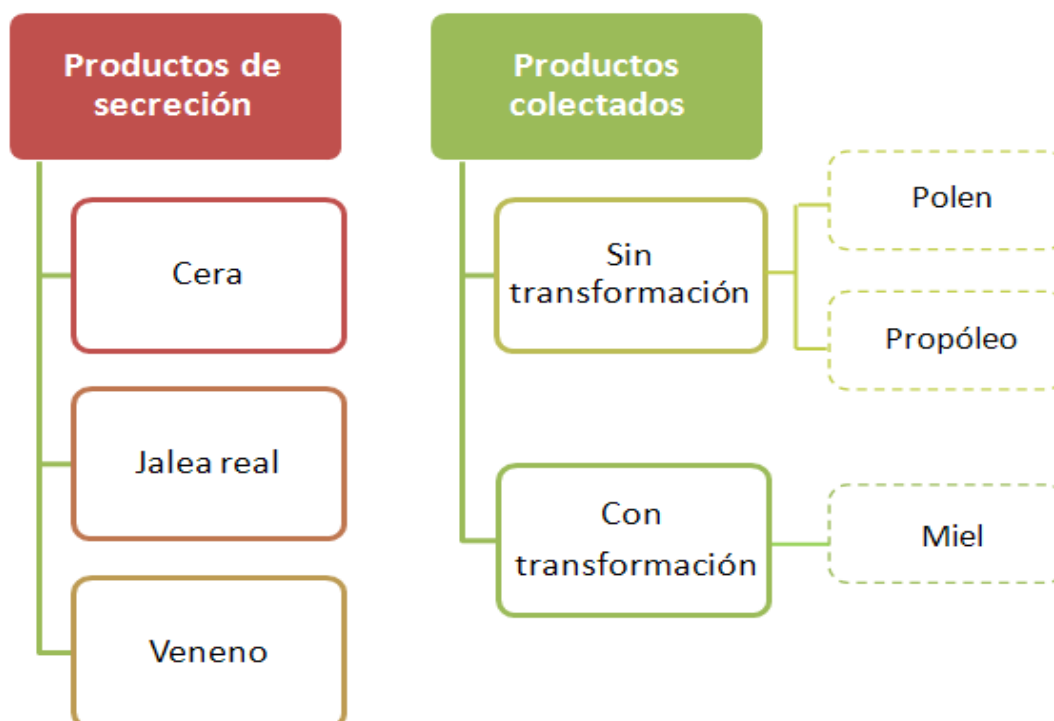 Productos de
secreción
Cera
Jalea real
Veneno
Productos
colectados
Sin
transformación
Polen
Propóleo
Con
transformación
Miel